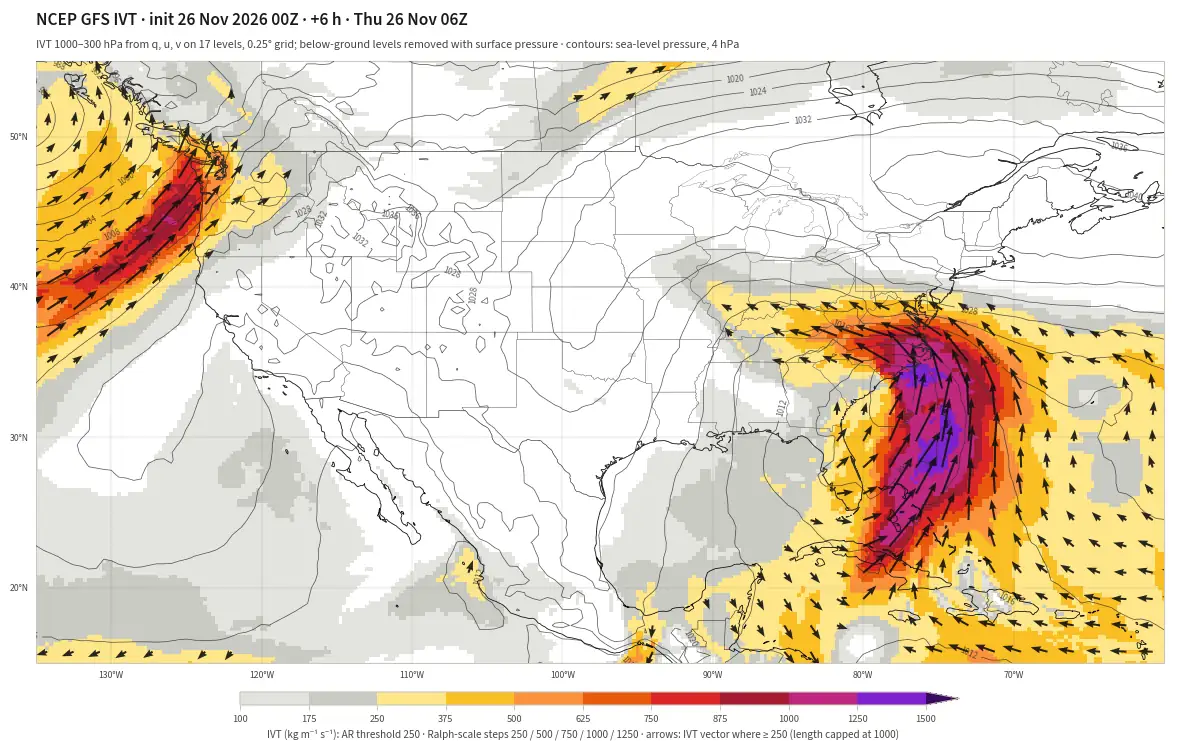 NCEP GFS IVT · init 26 Nov 2026 00Z · +6 h · Thu 26 Nov 06Z
IVT 1000–300 hPa from q, u, v on 17 levels, 0.25° grid; below-ground levels removed with surface pressure · contours: sea-level pressure, 4 hPa
1020
1024
1032
50°N
1028
1032
1008
1032
1028
1028
40°N
1012
30°N
20°N
1012
130°W 120°W 110°W 100°W 90°W 80°W 70°W
100 175 250 375 500 625 750 875 1000 1250 1500
IVT (kg m⁻¹ s⁻¹): AR threshold 250 · Ralph-scale steps 250 / 500 / 750 / 1000 / 1250 · arrows: IVT vector where ≥ 250 (length capped at 1000)